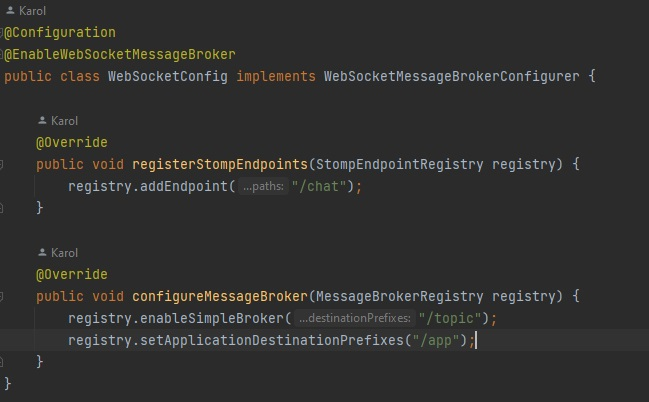 Karol
@Configuration
@EnableWebSocketMessageBroker
public class WebSocketConfig implements WebSocketMessageBrokerConfigurer {
Karol
@Override
public void registerStompEndpoints(StompEndpointRegistry registry) {
registry.addEndpoint( ...paths: "/chat");
}
Karol
@Override
public void configureMessageBroker(MessageBrokerRegistry registry) {
registry.enableSimpleBroker( ...destinationPrefixes: "/topic");
registry.setApplicationDestinationPrefixes("/app");
}
}